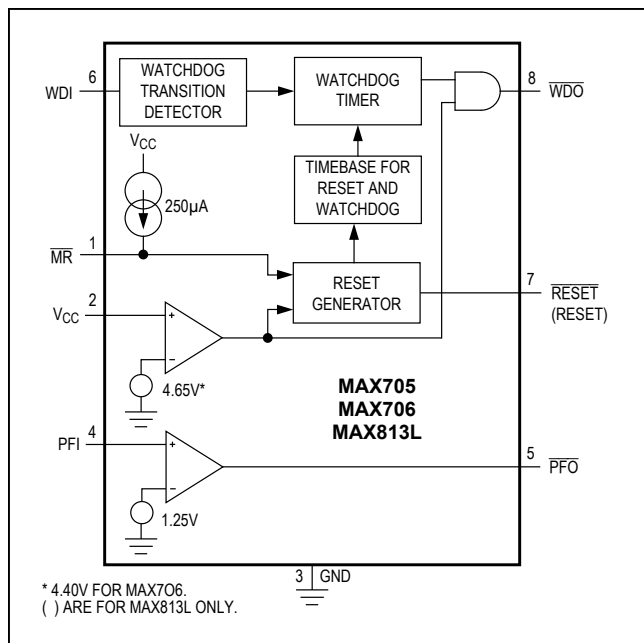 6
WDI
WATCHDOG
TRANSITION
DETECTOR
WATCHDOG
TIMER
8
WDO
VCC
250µA
TIMEBASE FOR
RESET AND
WATCHDOG
1
MR
RESET
GENERATOR
7
RESET
(RESET)
2
VCC
+
−
4.65V*
MAX705
MAX706
MAX813L
4
PFI
+
−
1.25V
5
PFO
3 GND
* 4.40V FOR MAX7O6.
( ) ARE FOR MAX813L ONLY.